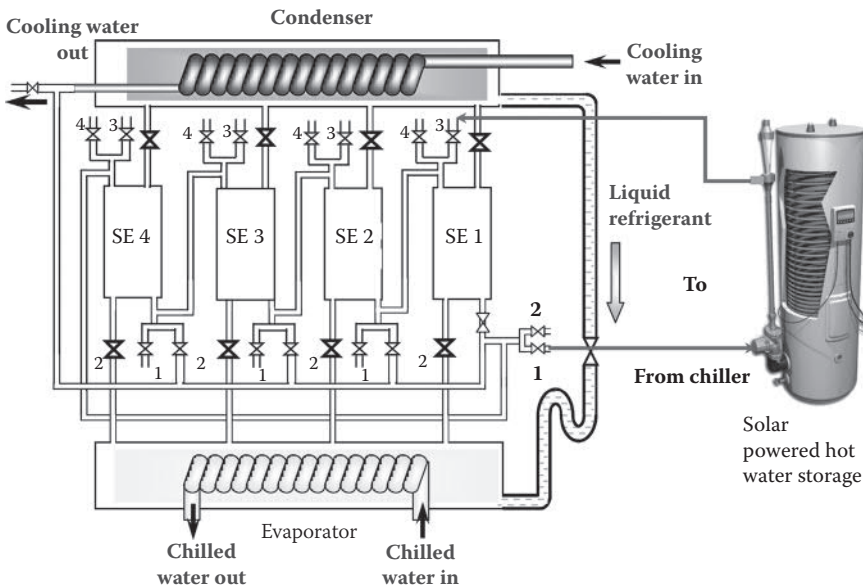 Condenser
Cooling water
out
Cooling
water in
4 3
4 3
4 3
4 3
SE 4
SE 3
SE 2
SE 1
Liquid
refrigerant
To
2
2
2
2
2
1
1
1
1
From chiller
Solar
powered hot
water storage
Evaporator
Chilled
water out
Chilled
water in